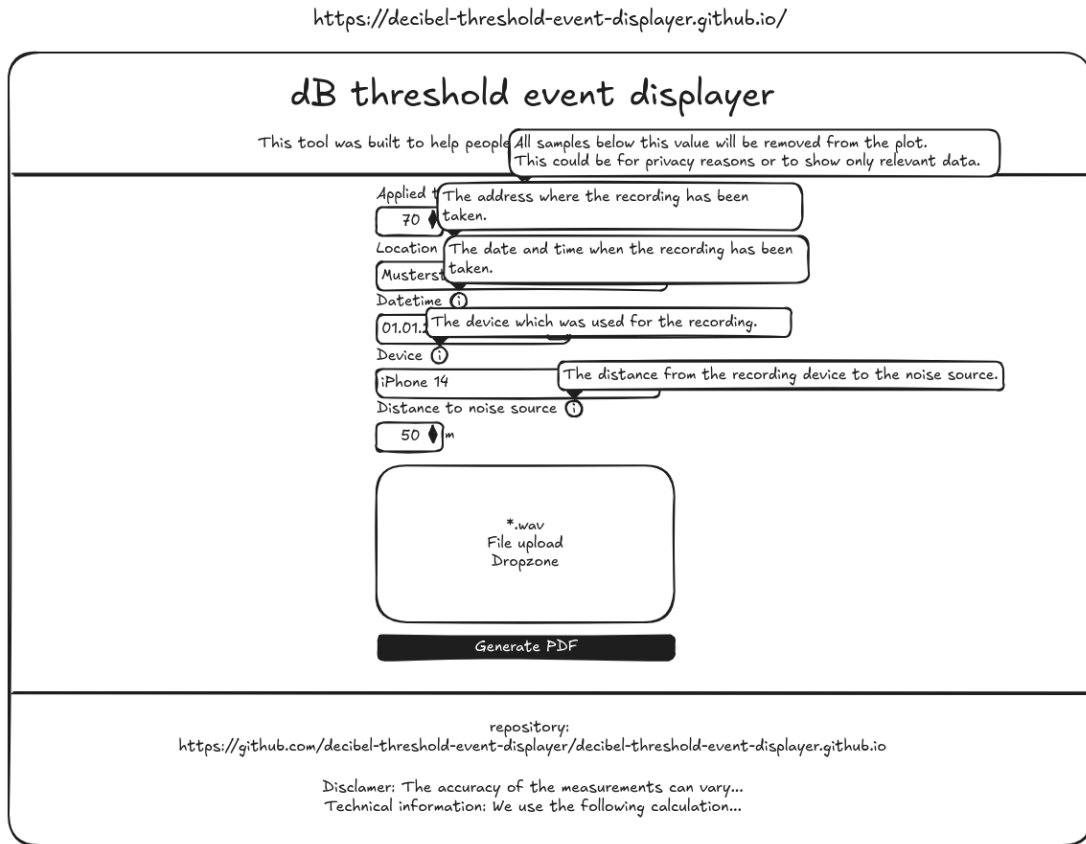 https://decibel-threshold-event-displayer.github.io/
dB threshold event displayer
This tool was built to help people
All samples below this value will be removed from the plot.
This could be for privacy reasons or to show only relevant data.
Applied t
The address where the recording has been
taken.
70
Location
The date and time when the recording has been
taken.
Musterst
Datetime i
01.01.2
The device which was used for the recording.
Device i
iPhone 14
The distance from the recording device to the noise source.
Distance to noise source i
50 m
*.wav
File upload
Dropzone
Generate PDF
repository:
https://github.com/decibel-threshold-event-displayer/decibel-threshold-event-displayer.github.io
Disclamer: The accuracy of the measurements can vary...
Technical information: We use the following calculation...